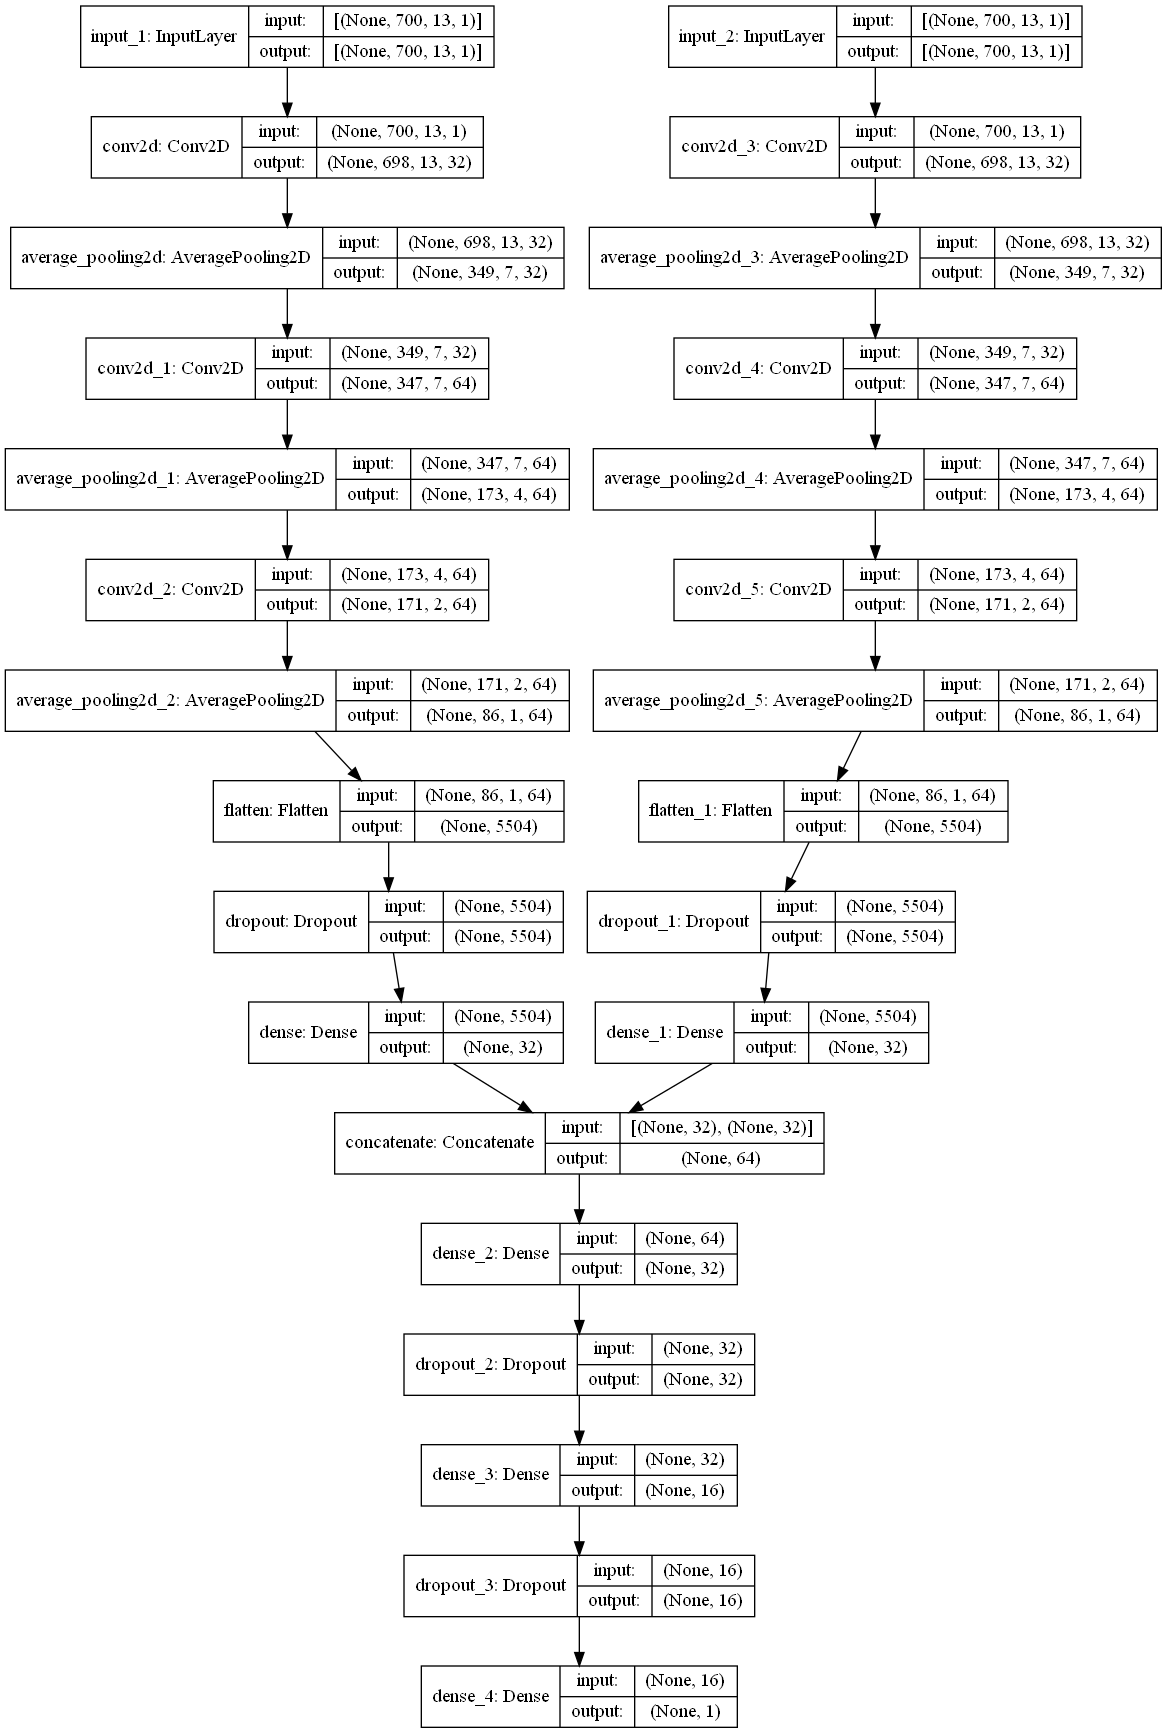 input_1: InputLayer
input: [(None, 700, 13, 1)]
output: [(None, 700, 13, 1)]
input_2: InputLayer
input: [(None, 700, 13, 1)]
output: [(None, 700, 13, 1)]
conv2d: Conv2D
input: (None, 700, 13, 1)
output: (None, 698, 13, 32)
conv2d_3: Conv2D
input: (None, 700, 13, 1)
output: (None, 698, 13, 32)
average_pooling2d: AveragePooling2D
input: (None, 698, 13, 32)
output: (None, 349, 7, 32)
average_pooling2d_3: AveragePooling2D
input: (None, 698, 13, 32)
output: (None, 349, 7, 32)
conv2d_1: Conv2D
input: (None, 349, 7, 32)
output: (None, 347, 7, 64)
conv2d_4: Conv2D
input: (None, 349, 7, 32)
output: (None, 347, 7, 64)
average_pooling2d_1: AveragePooling2D
input: (None, 347, 7, 64)
output: (None, 173, 4, 64)
average_pooling2d_4: AveragePooling2D
input: (None, 347, 7, 64)
output: (None, 173, 4, 64)
conv2d_2: Conv2D
input: (None, 173, 4, 64)
output: (None, 171, 2, 64)
conv2d_5: Conv2D
input: (None, 173, 4, 64)
output: (None, 171, 2, 64)
average_pooling2d_2: AveragePooling2D
input: (None, 171, 2, 64)
output: (None, 86, 1, 64)
average_pooling2d_5: AveragePooling2D
input: (None, 171, 2, 64)
output: (None, 86, 1, 64)
flatten: Flatten
input: (None, 86, 1, 64)
output: (None, 5504)
flatten_1: Flatten
input: (None, 86, 1, 64)
output: (None, 5504)
dropout: Dropout
input: (None, 5504)
output: (None, 5504)
dropout_1: Dropout
input: (None, 5504)
output: (None, 5504)
dense: Dense
input: (None, 5504)
output: (None, 32)
dense_1: Dense
input: (None, 5504)
output: (None, 32)
concatenate: Concatenate
input: [(None, 32), (None, 32)]
output: (None, 64)
dense_2: Dense
input: (None, 64)
output: (None, 32)
dropout_2: Dropout
input: (None, 32)
output: (None, 32)
dense_3: Dense
input: (None, 32)
output: (None, 16)
dropout_3: Dropout
input: (None, 16)
output: (None, 16)
dense_4: Dense
input: (None, 16)
output: (None, 1)